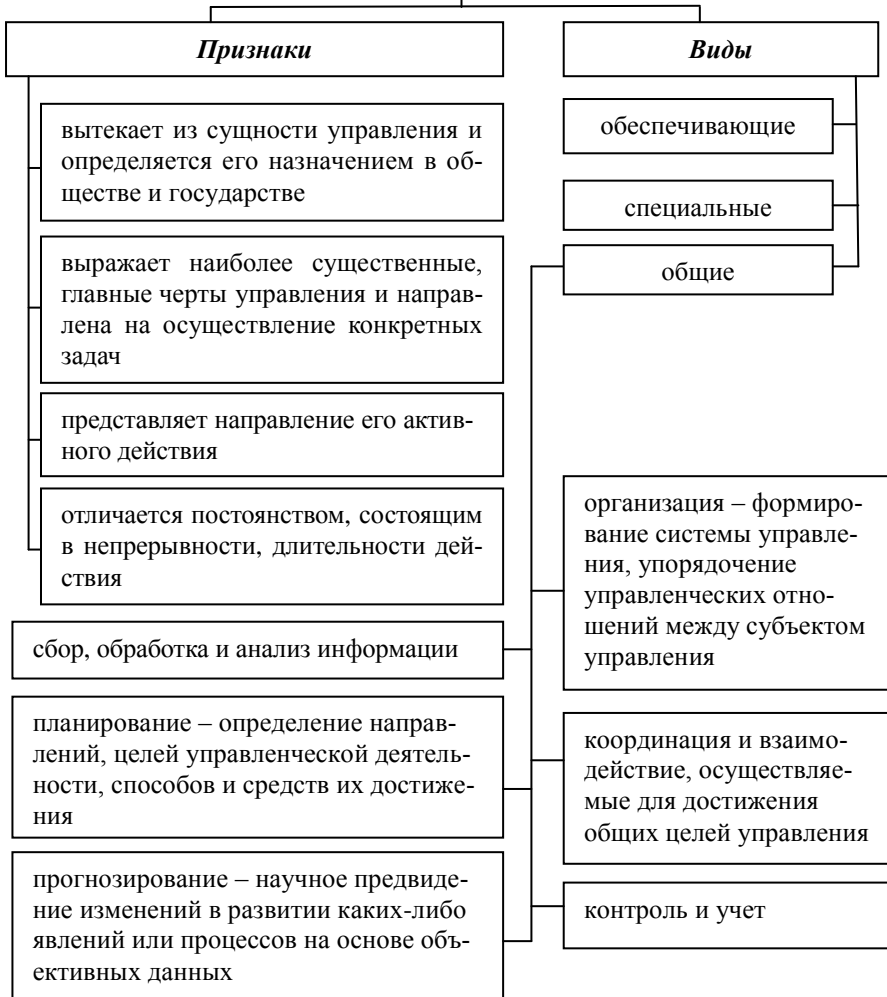 Признаки
вытекает из сущности управления и
определяется его назначением в об-
ществе и государстве
выражает наиболее существенные,
главные черты управления и направ-
лена на осуществление конкретных
задач
представляет направление его актив-
ного действия
отличается постоянством, состоящим
в непрерывности, длительности дей-
ствия
Виды
обеспечивающие
специальные
общие
сбор, обработка и анализ информации
планирование – определение направ-
лений, целей управленческой деятель-
ности, способов и средств их достиже-
ния
прогнозирование – научное предвиде-
ние изменений в развитии каких-либо
явлений или процессов на основе объ-
ективных данных
организация – формиро-
вание системы управле-
ния, упорядочение
управленческих отно-
шений между субъектом
управления
координация и взаимо-
действие, осуществляе-
мые для достижения
общих целей управления
контроль и учет